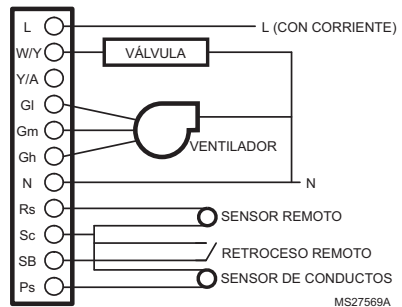 L
L (CON CORRIENTE)
W/Y
VÁLVULA
Y/A
Gl
Gm
VENTILADOR
Gh
N
N
Rs
SENSOR REMOTO
Sc
RETROCESO REMOTO
SB
SENSOR DE CONDUCTOS
Ps
MS27569A